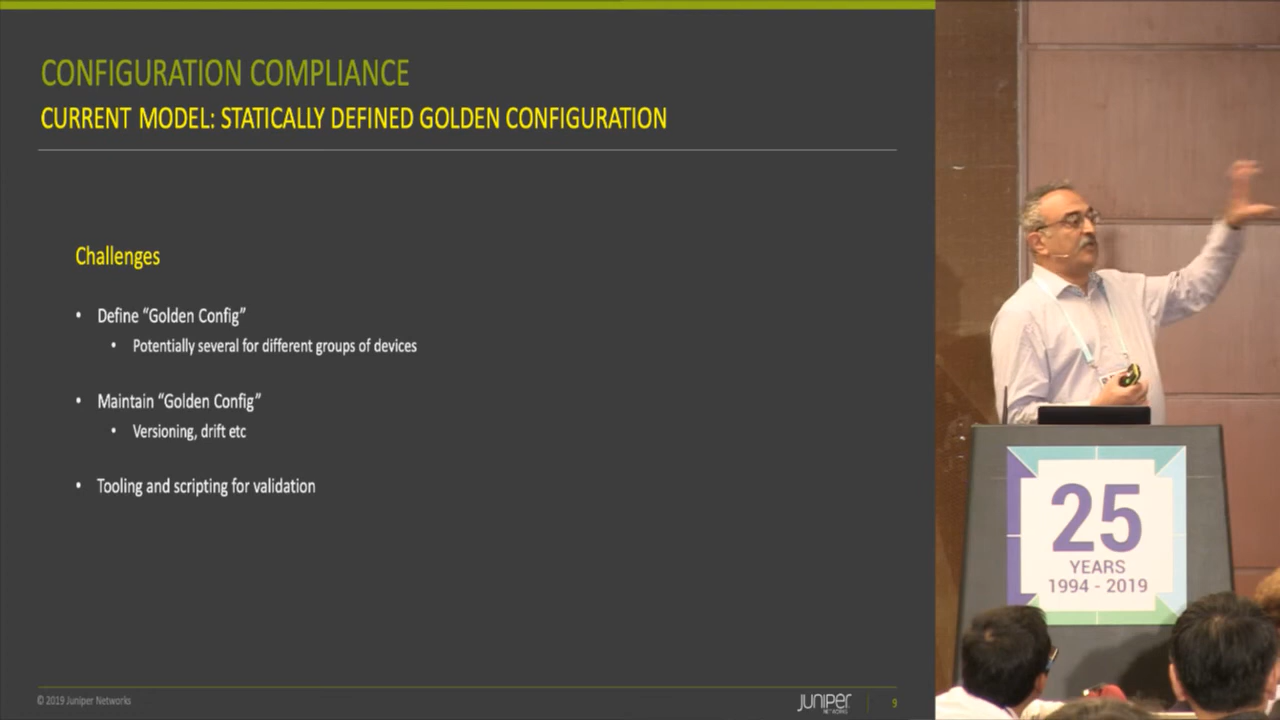 CONFIGURATION COMPLIANCE
CURRENT MODEL: STATICALLY DEFINED GOLDEN CONFIGURATION
Challenges
• Define “Golden Config”
• Potentially several for different groups of devices
• Maintain “Golden Config”
• Versioning, drift etc
• Tooling and scripting for validation
© 2019 Juniper Networks
JUNIPER
NETWORKS
9
25
YEARS
1994 - 2019